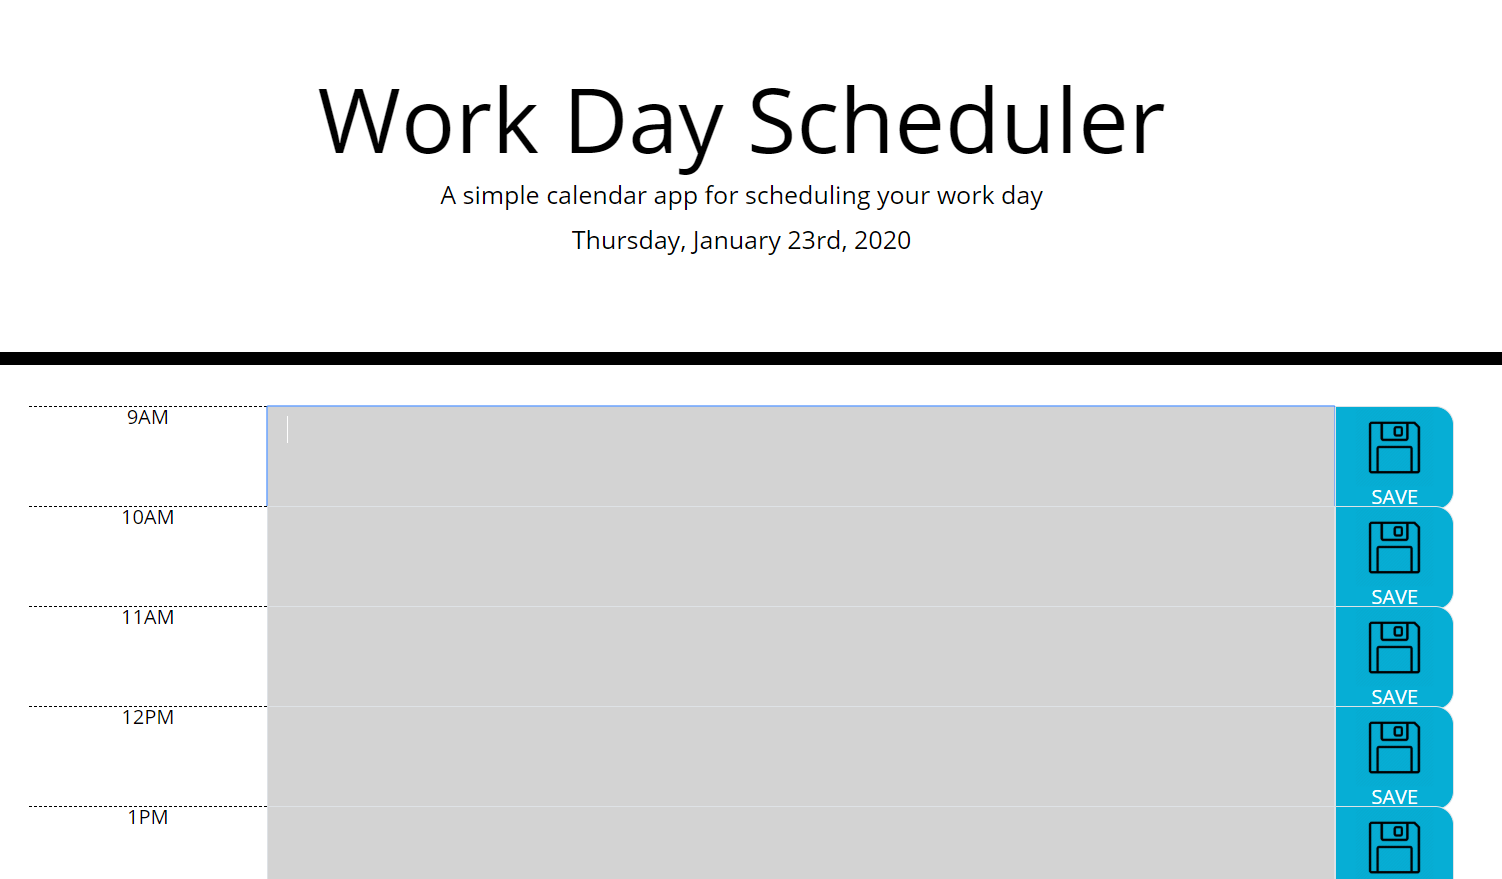 Work Day Scheduler
A simple calendar app for scheduling your work day
Thursday, January 23rd, 2020
9AM
SAVE
10AM
SAVE
11AM
SAVE
12PM
SAVE
1PM